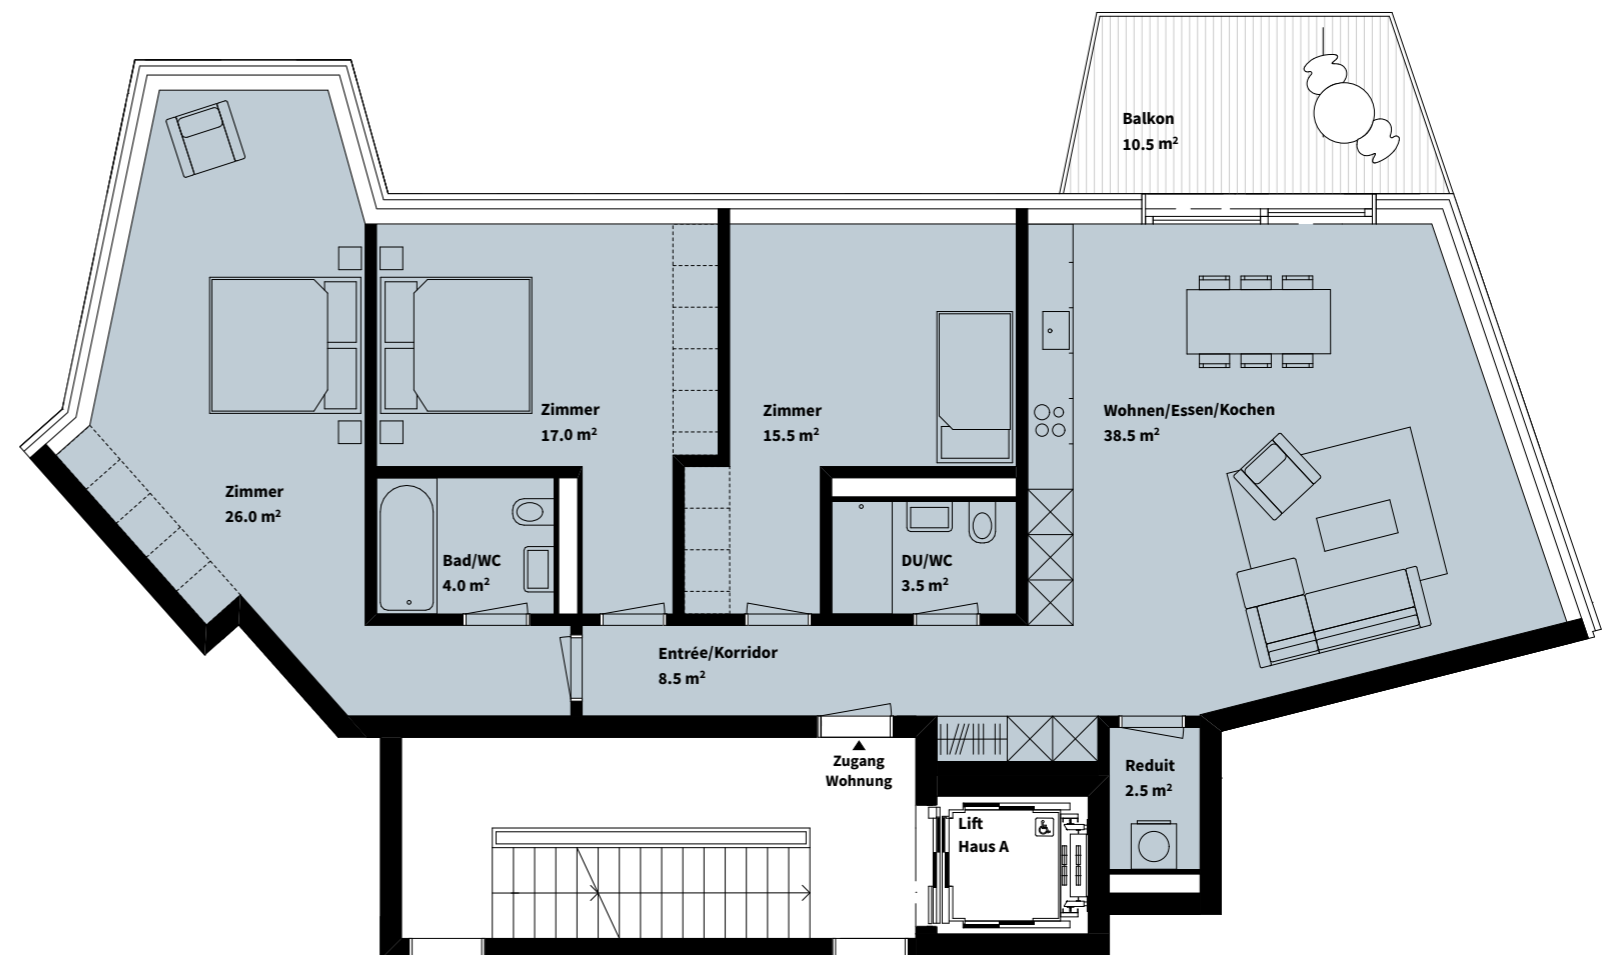 Balkon
10.5 m²
Zimmer
17.0 m²
Zimmer
15.5 m²
Wohnen/Essen/Kochen
38.5 m²
Zimmer
26.0 m²
Bad/WC
4.0 m²
DU/WC
3.5 m²
Entrée/Korridor
8.5 m²
Zugang
Wohnung
Reduit
2.5 m²
Lift
Haus A